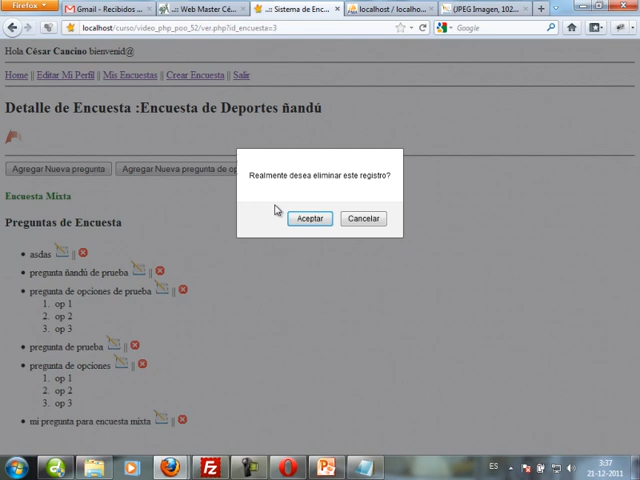 Firefox
Gmail - Recibidos ...
..:: Web Master Cé...
..:: Sistema de Enc...
localhost / localho...
(JPEG Imagen, 102...
localhost/curso/video_php_poo_52/ver.php?id_encuesta=3
Google
Hola César Cancino bienvenid@
Home || Editar Mi Perfil || Mis Encuestas || Crear Encuesta || Salir
Detalle de Encuesta :Encuesta de Deportes ñandú
Agregar Nueva pregunta
Agregar Nueva pregunta de op
Realmente desea eliminar este registro?
Aceptar
Cancelar
Encuesta Mixta
Preguntas de Encuesta
asdas ||
pregunta ñandú de prueba ||
pregunta de opciones de prueba ||
1. op 1
2. op 2
3. op 3
pregunta de prueba ||
pregunta de opciones ||
1. op 1
2. op 2
3. op 3
mi pregunta para encuesta mixta ||
ES
3:37
21-12-2011